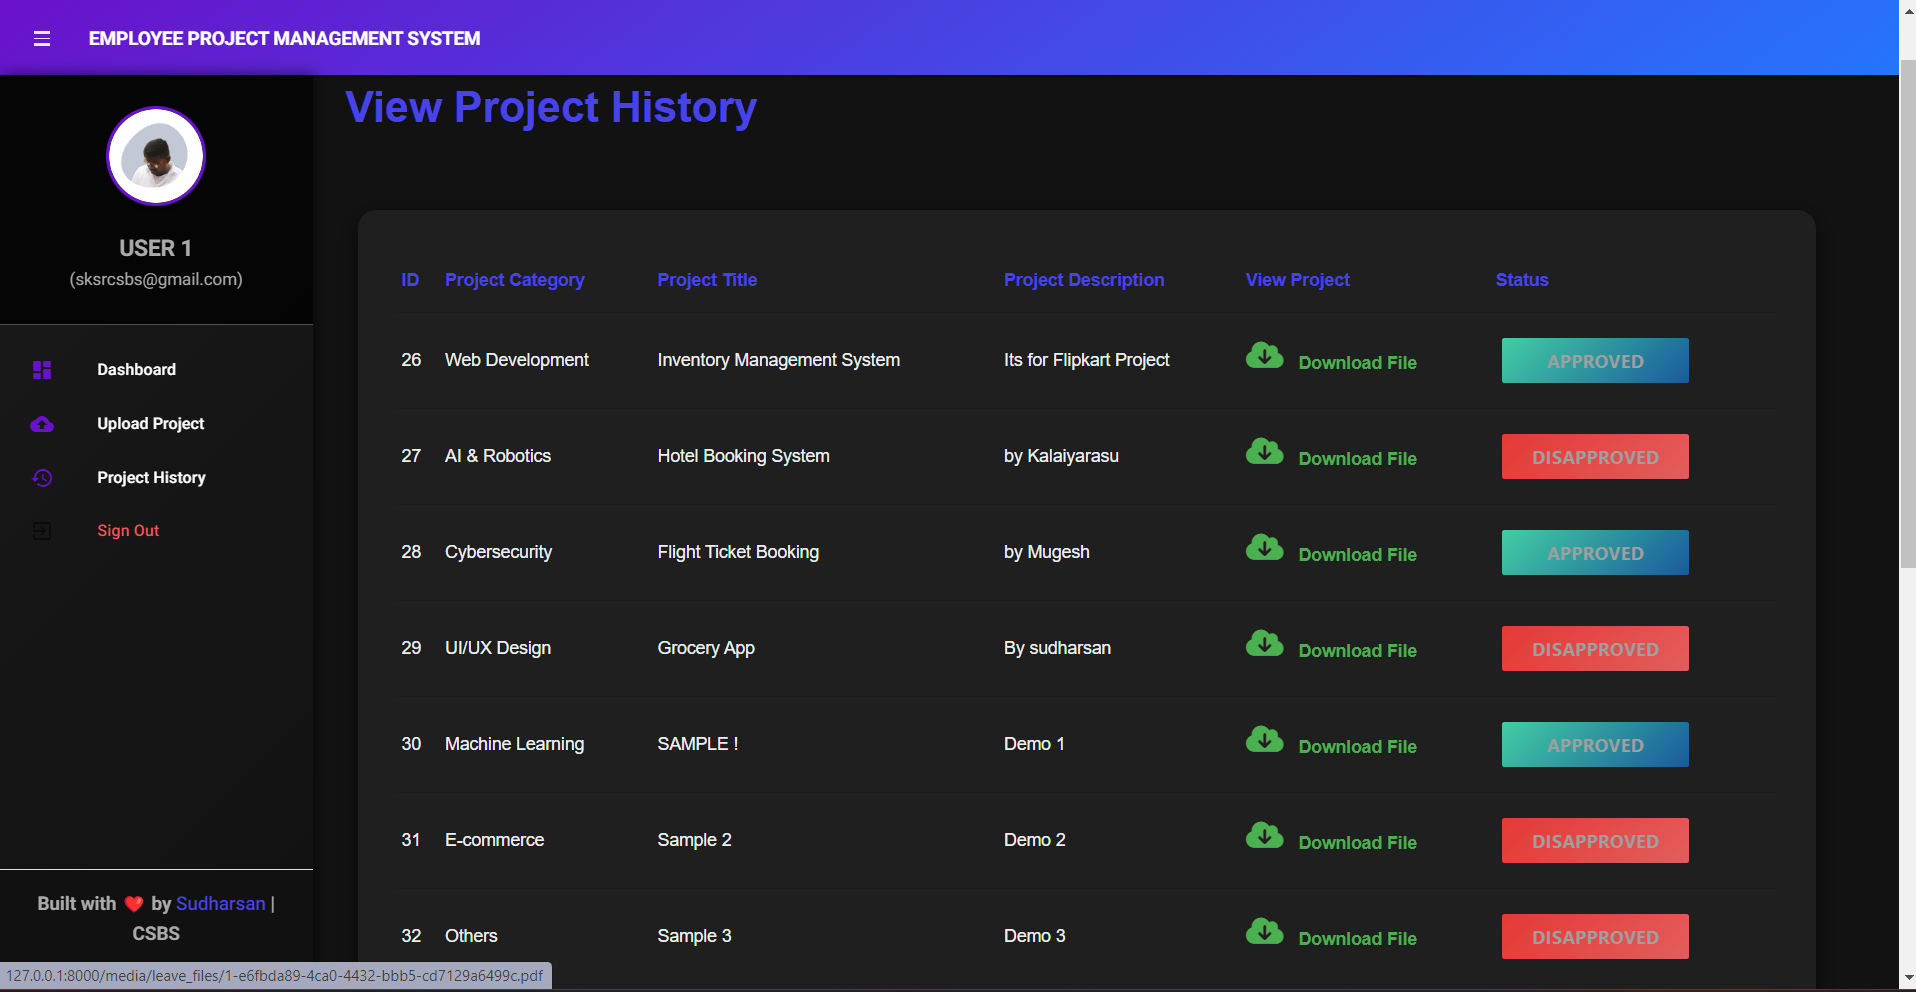 EMPLOYEE PROJECT MANAGEMENT SYSTEM
USER 1
(sksrcsbs@gmail.com)
Dashboard
Upload Project
Project History
Sign Out
Built with ❤️ by Sudharsan |
CSBS
View Project History
ID Project Category Project Title Project Description View Project Status
26 Web Development Inventory Management System Its for Flipkart Project Download File APPROVED
27 AI & Robotics Hotel Booking System by Kalaiyarasu Download File DISAPPROVED
28 Cybersecurity Flight Ticket Booking by Mugesh Download File APPROVED
29 UI/UX Design Grocery App By sudharsan Download File DISAPPROVED
30 Machine Learning SAMPLE ! Demo 1 Download File APPROVED
31 E-commerce Sample 2 Demo 2 Download File DISAPPROVED
32 Others Sample 3 Demo 3 Download File DISAPPROVED
127.0.0.1:8000/media/leave_files/1-e6fbda89-4ca0-4432-bbb5-cd7129a6499c.pdf